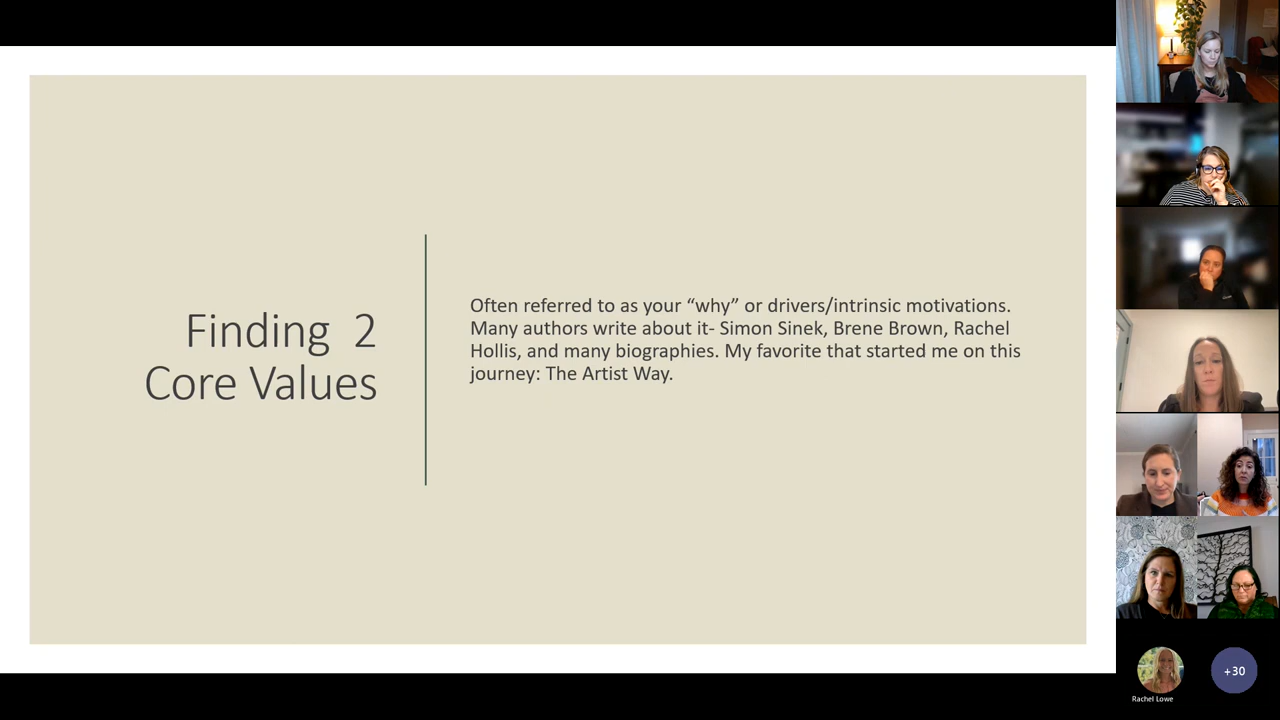 Finding  2
Core Values
Often referred to as your “why” or drivers/intrinsic motivations.
Many authors write about it- Simon Sinek, Brene Brown, Rachel
Hollis, and many biographies. My favorite that started me on this
journey: The Artist Way.
+30
Rachel Lowe